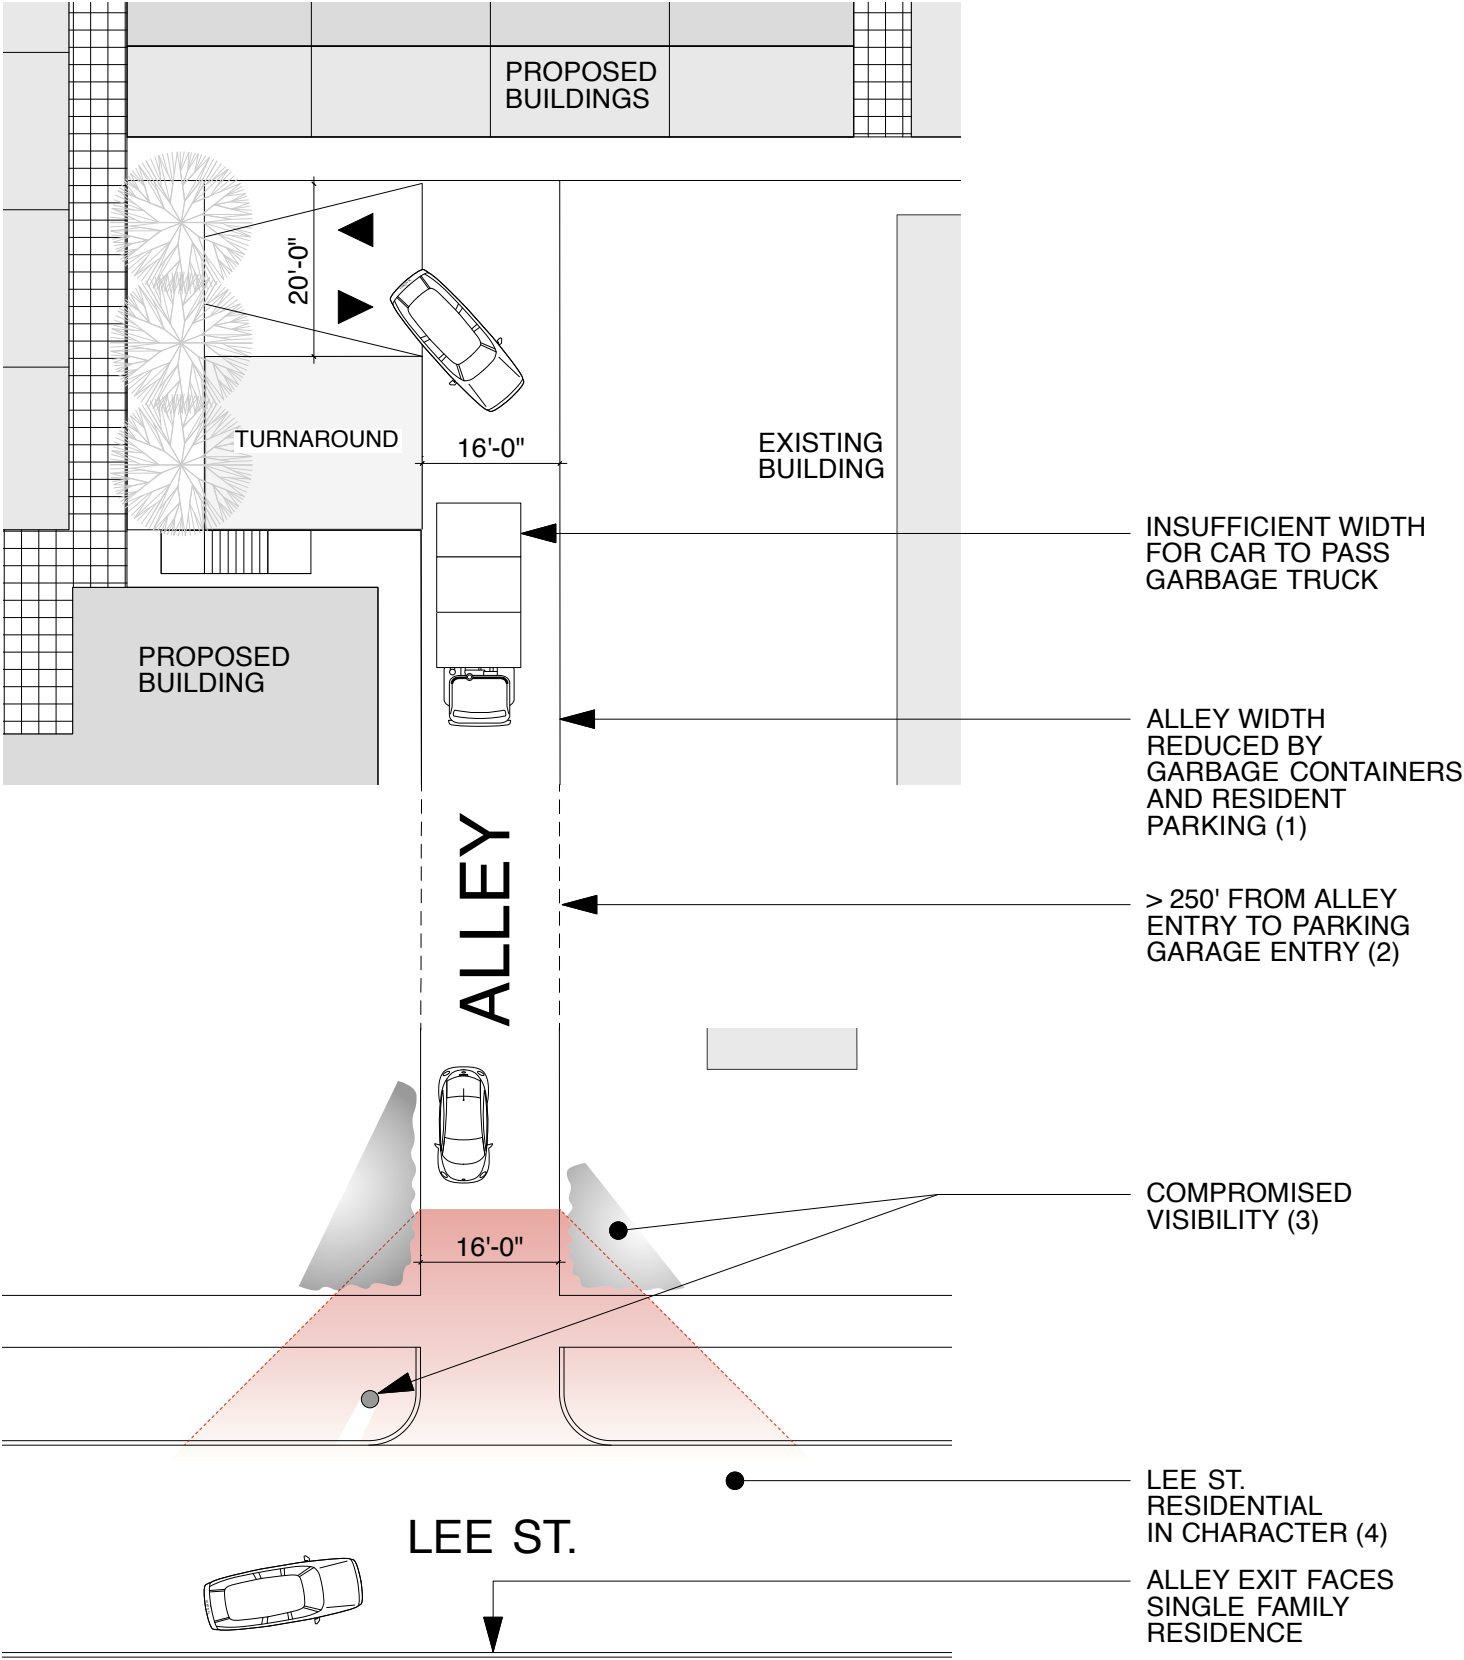 PROPOSED
BUILDINGS
20'-0"
TURNAROUND
16'-0"
EXISTING
BUILDING
INSUFFICIENT WIDTH
FOR CAR TO PASS
GARBAGE TRUCK
PROPOSED
BUILDING
ALLEY WIDTH
REDUCED BY
GARBAGE CONTAINERS
AND RESIDENT
PARKING (1)
ALLEY
> 250' FROM ALLEY
ENTRY TO PARKING
GARAGE ENTRY (2)
COMPROMISED
VISIBILITY (3)
16'-0"
LEE ST.
RESIDENTIAL
IN CHARACTER (4)
LEE ST.
ALLEY EXIT FACES
SINGLE FAMILY
RESIDENCE